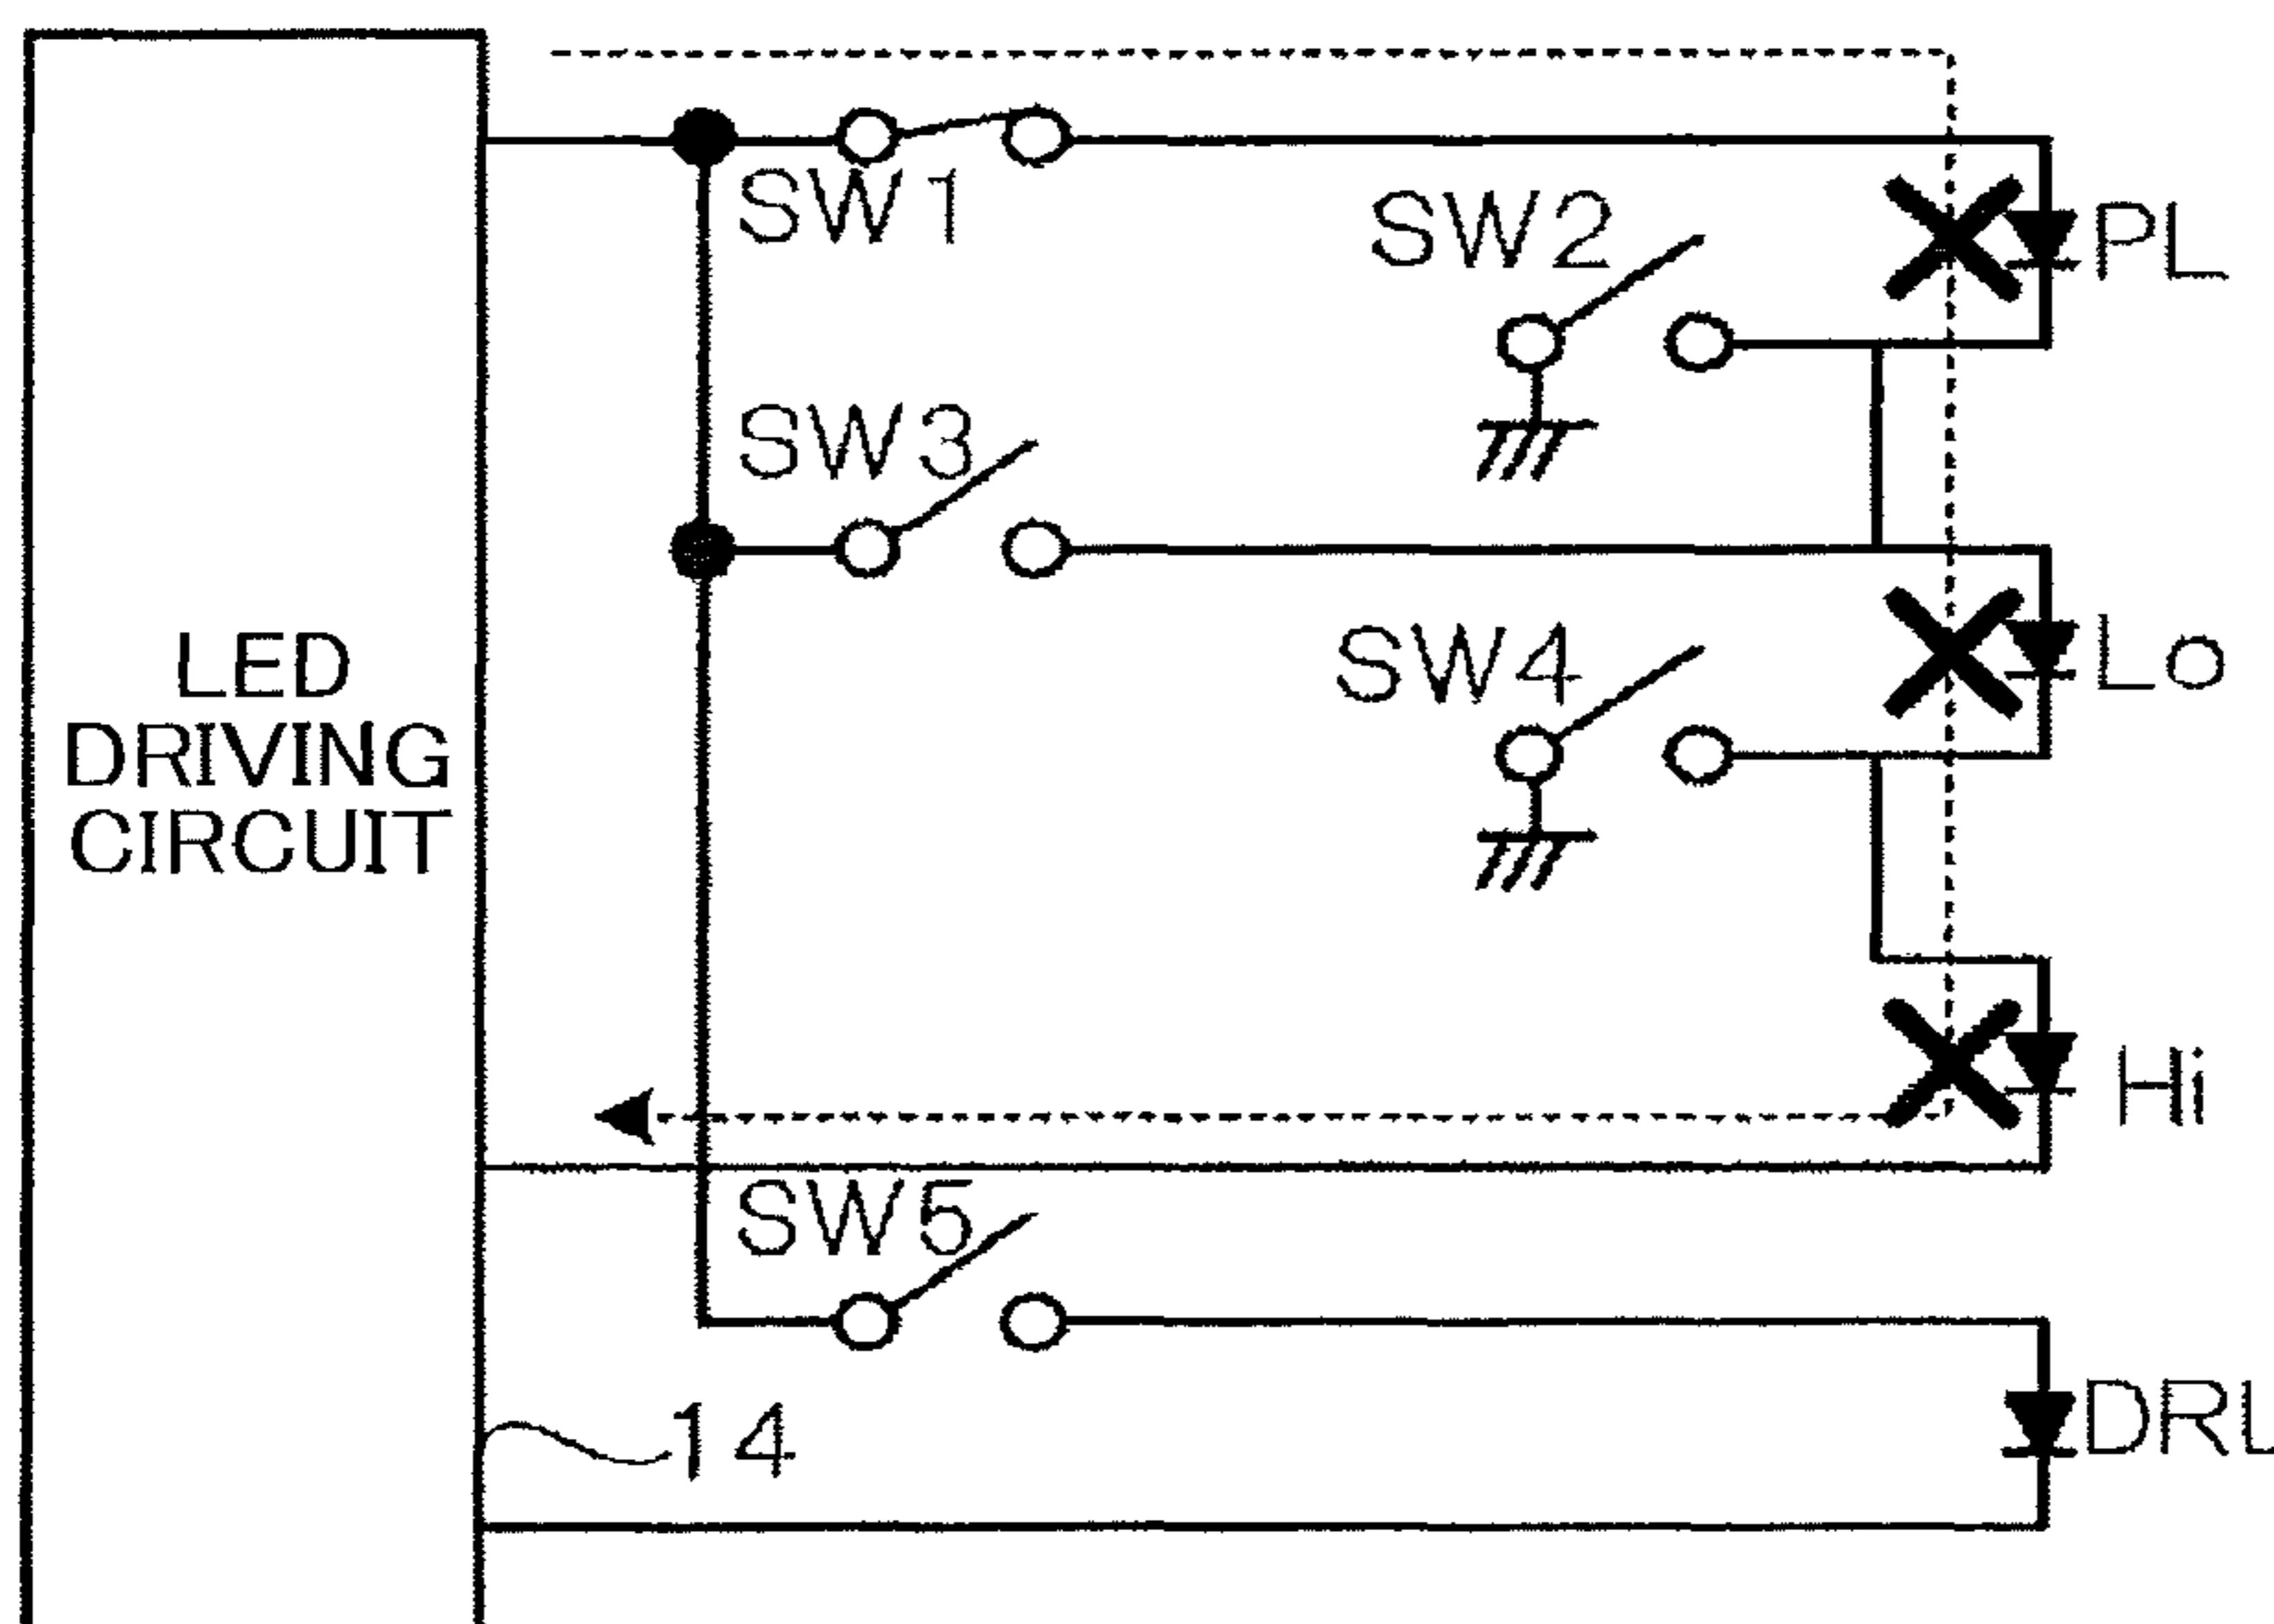 SW1
SW2
PL
SW3
LED
DRIVING
CIRCUIT
SW4
Lo
Hi
SW5
14
DRL